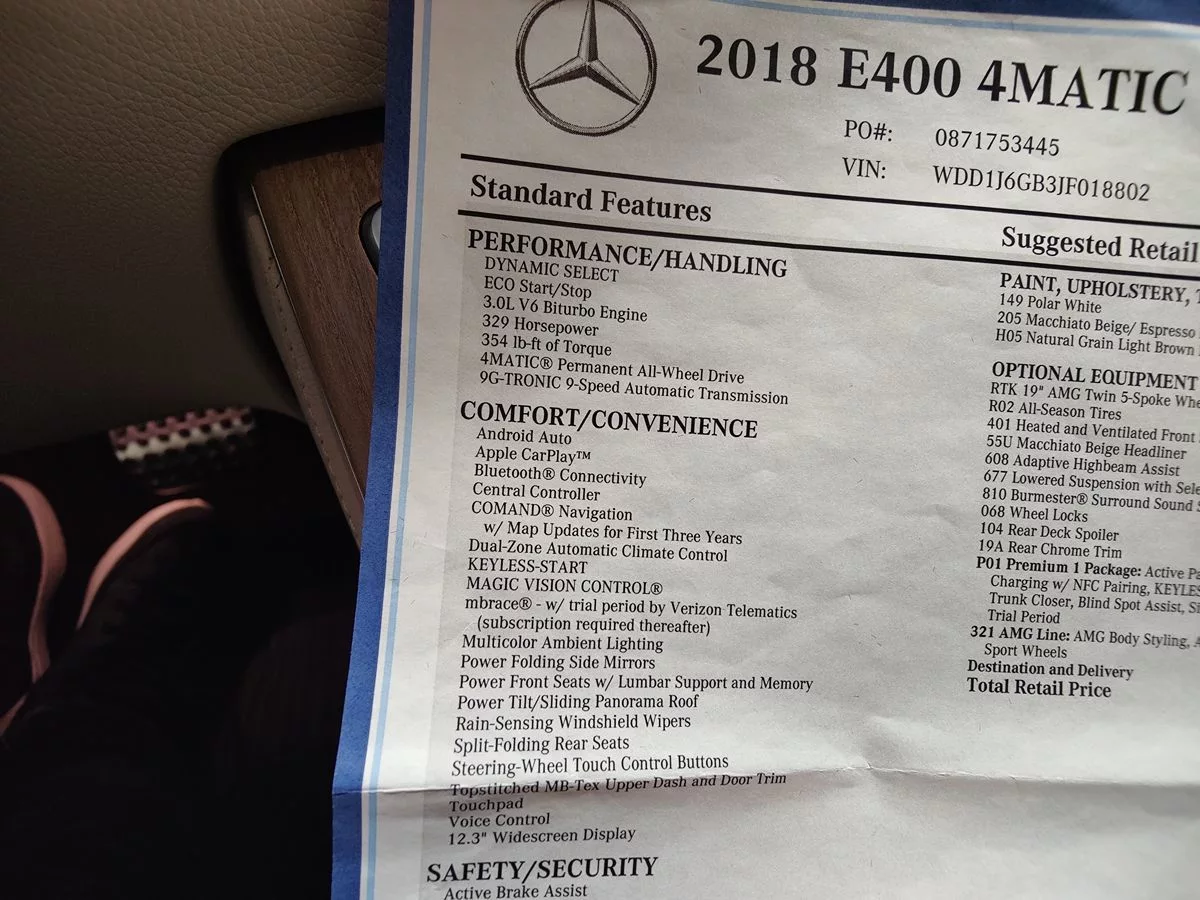 2018 E400 4MATIC
PO#: 0871753445
VIN: WDD1J6GB3JF018802
Standard Features
PERFORMANCE/HANDLING
DYNAMIC SELECT
ECO Start/Stop
3.0L V6 Biturbo Engine
329 Horsepower
354 lb-ft of Torque
4MATIC® Permanent All-Wheel Drive
9G-TRONIC 9-Speed Automatic Transmission
COMFORT/CONVENIENCE
Android Auto
Apple CarPlay™
Bluetooth® Connectivity
Central Controller
COMAND® Navigation
w/ Map Updates for First Three Years
Dual-Zone Automatic Climate Control
KEYLESS-START
MAGIC VISION CONTROL®
mbrace® - w/ trial period by Verizon Telematics
(subscription required thereafter)
Multicolor Ambient Lighting
Power Folding Side Mirrors
Power Front Seats w/ Lumbar Support and Memory
Power Tilt/Sliding Panorama Roof
Rain-Sensing Windshield Wipers
Split-Folding Rear Seats
Steering-Wheel Touch Control Buttons
Topstitched MB-Tex Upper Dash and Door Trim
Touchpad
Voice Control
12.3" Widescreen Display
SAFETY/SECURITY
Active Brake Assist
Suggested Retail
PAINT, UPHOLSTERY,
149 Polar White
205 Macchiato Beige/ Espresso
H05 Natural Grain Light Brown
OPTIONAL EQUIPMENT
RTK 19" AMG Twin 5-Spoke
R02 All-Season Tires
401 Heated and Ventilated Front
55U Macchiato Beige Headliner
608 Adaptive Highbeam Assist
677 Lowered Suspension with
810 Burmester® Surround Sound
068 Wheel Locks
104 Rear Deck Spoiler
19A Rear Chrome Trim
P01 Premium 1 Package: Active
Charging w/ NFC Pairing,
Trunk Closer, Blind Spot Assist,
Trial Period
321 AMG Line: AMG Body Styling,
Sport Wheels
Destination and Delivery
Total Retail Price